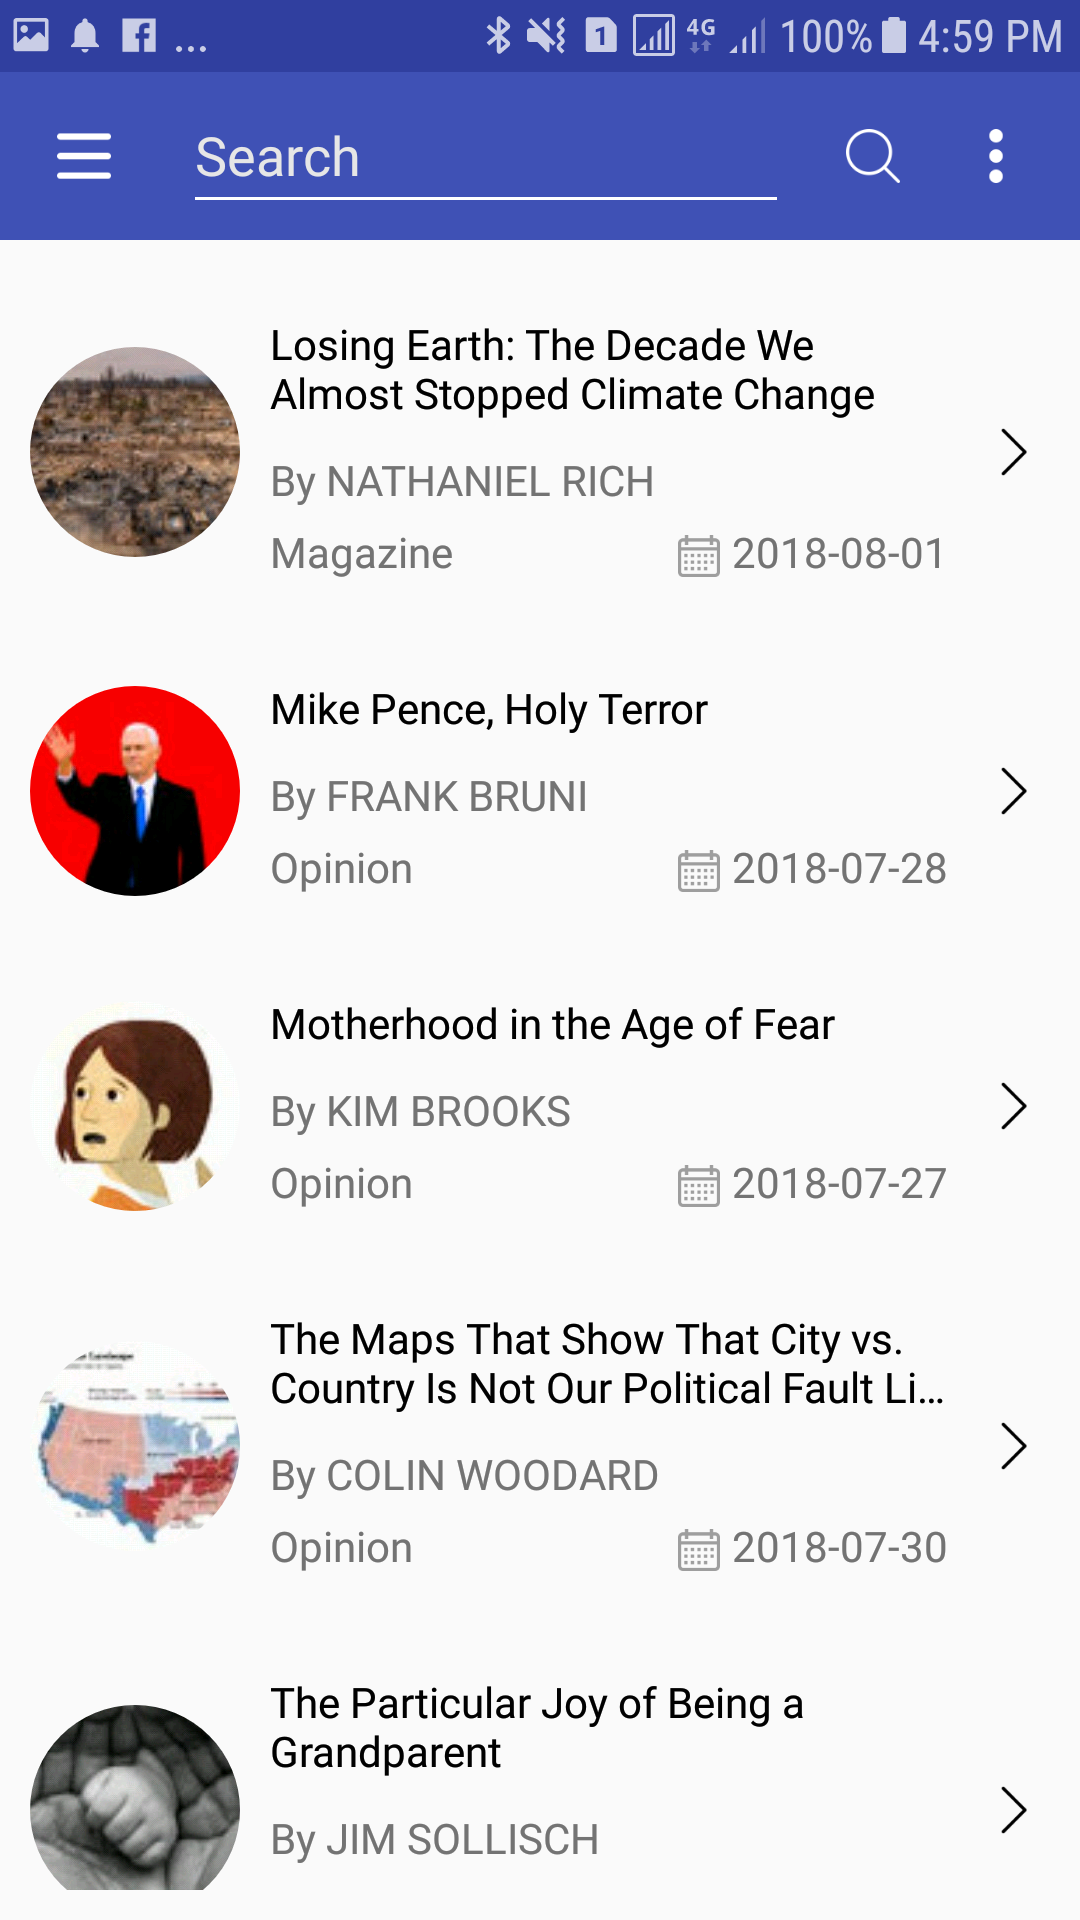 ... 1 4G 100% 4:59 PM
Search
Losing Earth: The Decade We
Almost Stopped Climate Change
By NATHANIEL RICH
Magazine 2018-08-01
Mike Pence, Holy Terror
By FRANK BRUNI
Opinion 2018-07-28
Motherhood in the Age of Fear
By KIM BROOKS
Opinion 2018-07-27
The Maps That Show That City vs.
Country Is Not Our Political Fault Li...
By COLIN WOODARD
Opinion 2018-07-30
The Particular Joy of Being a
Grandparent
By JIM SOLLISCH